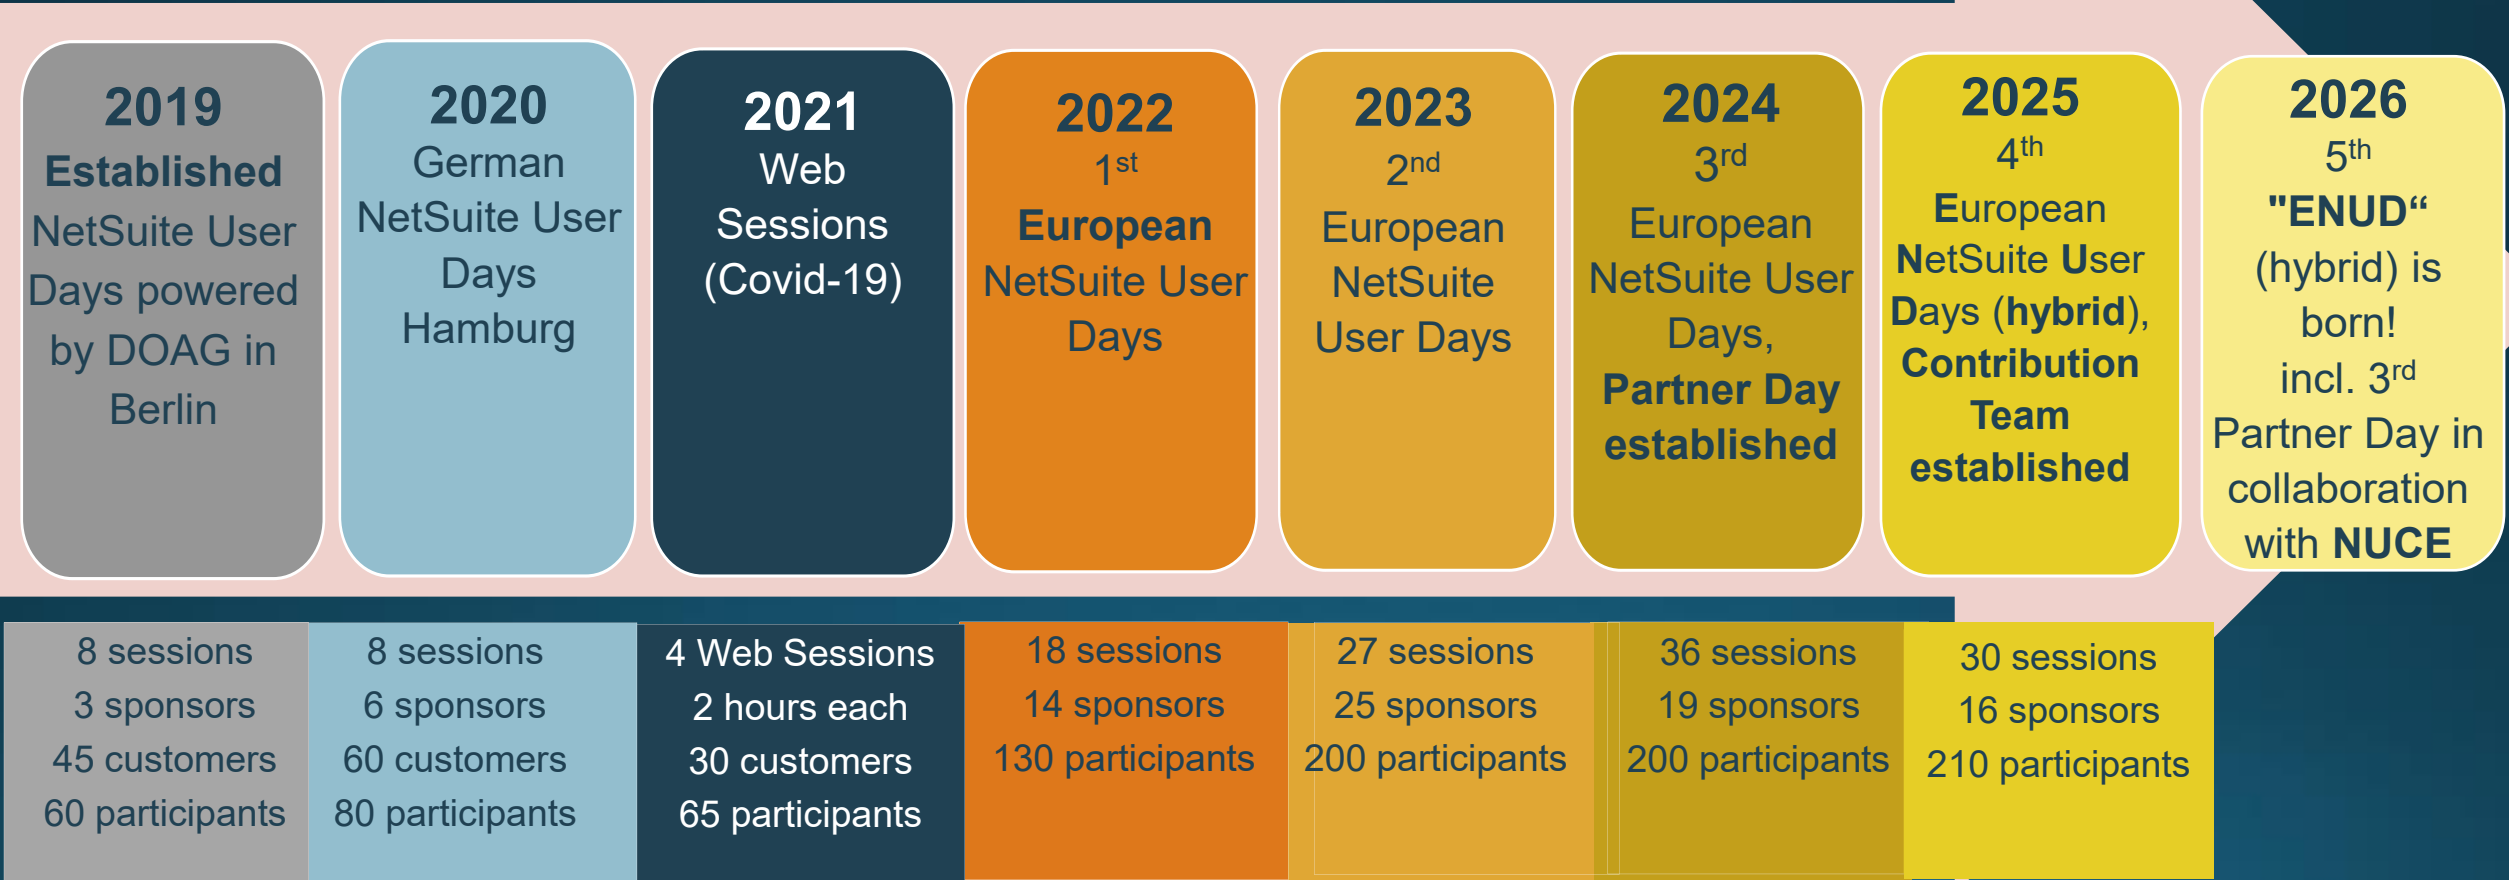 2019
Established
NetSuite User
Days powered
by DOAG in
Berlin
2020
German
NetSuite User
Days
Hamburg
2021
Web
Sessions
(Covid-19)
2022
1st
European
NetSuite User
Days
2023
2nd
European
NetSuite
User Days
2024
3rd
European
NetSuite User
Days,
Partner Day
established
2025
4th
European
NetSuite User
Days (hybrid),
Contribution
Team
established
2026
5th
"ENUD“
(hybrid) is
born!
incl. 3rd
Partner Day in
collaboration
with NUCE
8 sessions
3 sponsors
45 customers
60 participants
8 sessions
6 sponsors
60 customers
80 participants
4 Web Sessions
2 hours each
30 customers
65 participants
18 sessions
14 sponsors
130 participants
27 sessions
25 sponsors
200 participants
36 sessions
19 sponsors
200 participants
30 sessions
16 sponsors
210 participants